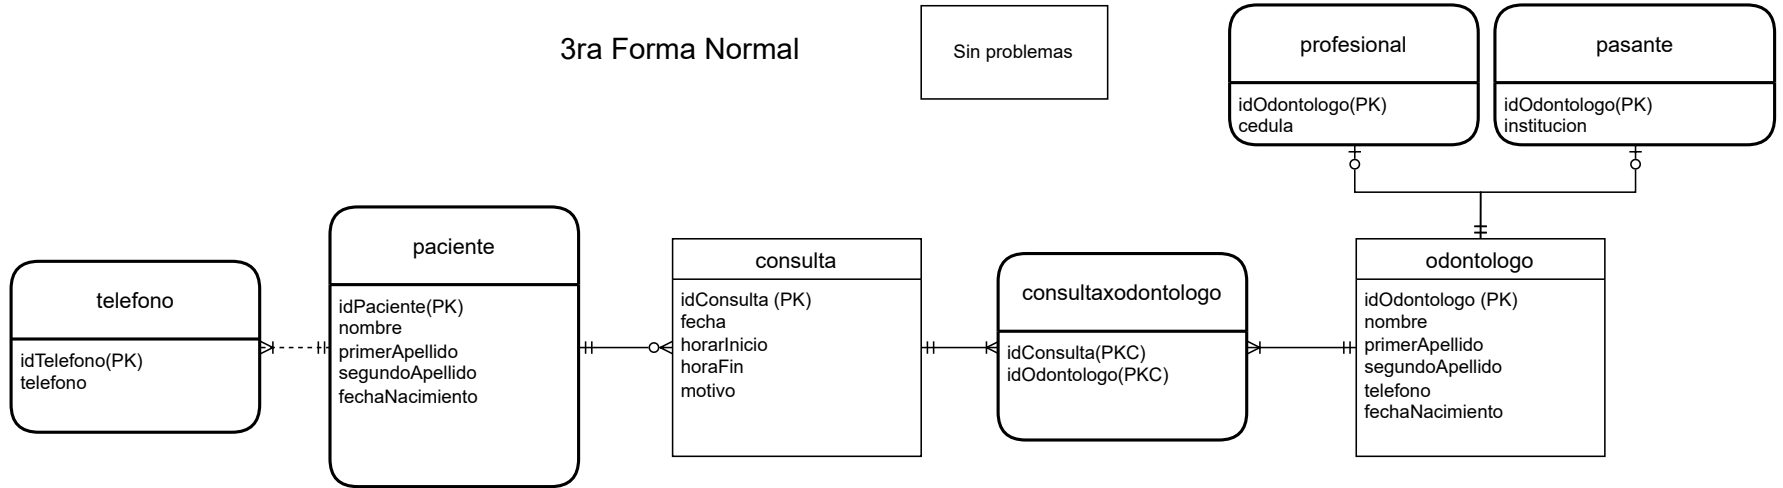 3ra Forma Normal
Sin problemas
profesional
idOdontologo(PK)
cedula
pasante
idOdontologo(PK)
institucion
telefono
idTelefono(PK)
telefono
paciente
idPaciente(PK)
nombre
primerApellido
segundoApellido
fechaNacimiento
consulta
idConsulta (PK)
fecha
horarInicio
horaFin
motivo
consultaxodontologo
idConsulta(PKC)
idOdontologo(PKC)
odontologo
idOdontologo (PK)
nombre
primerApellido
segundoApellido
telefono
fechaNacimiento